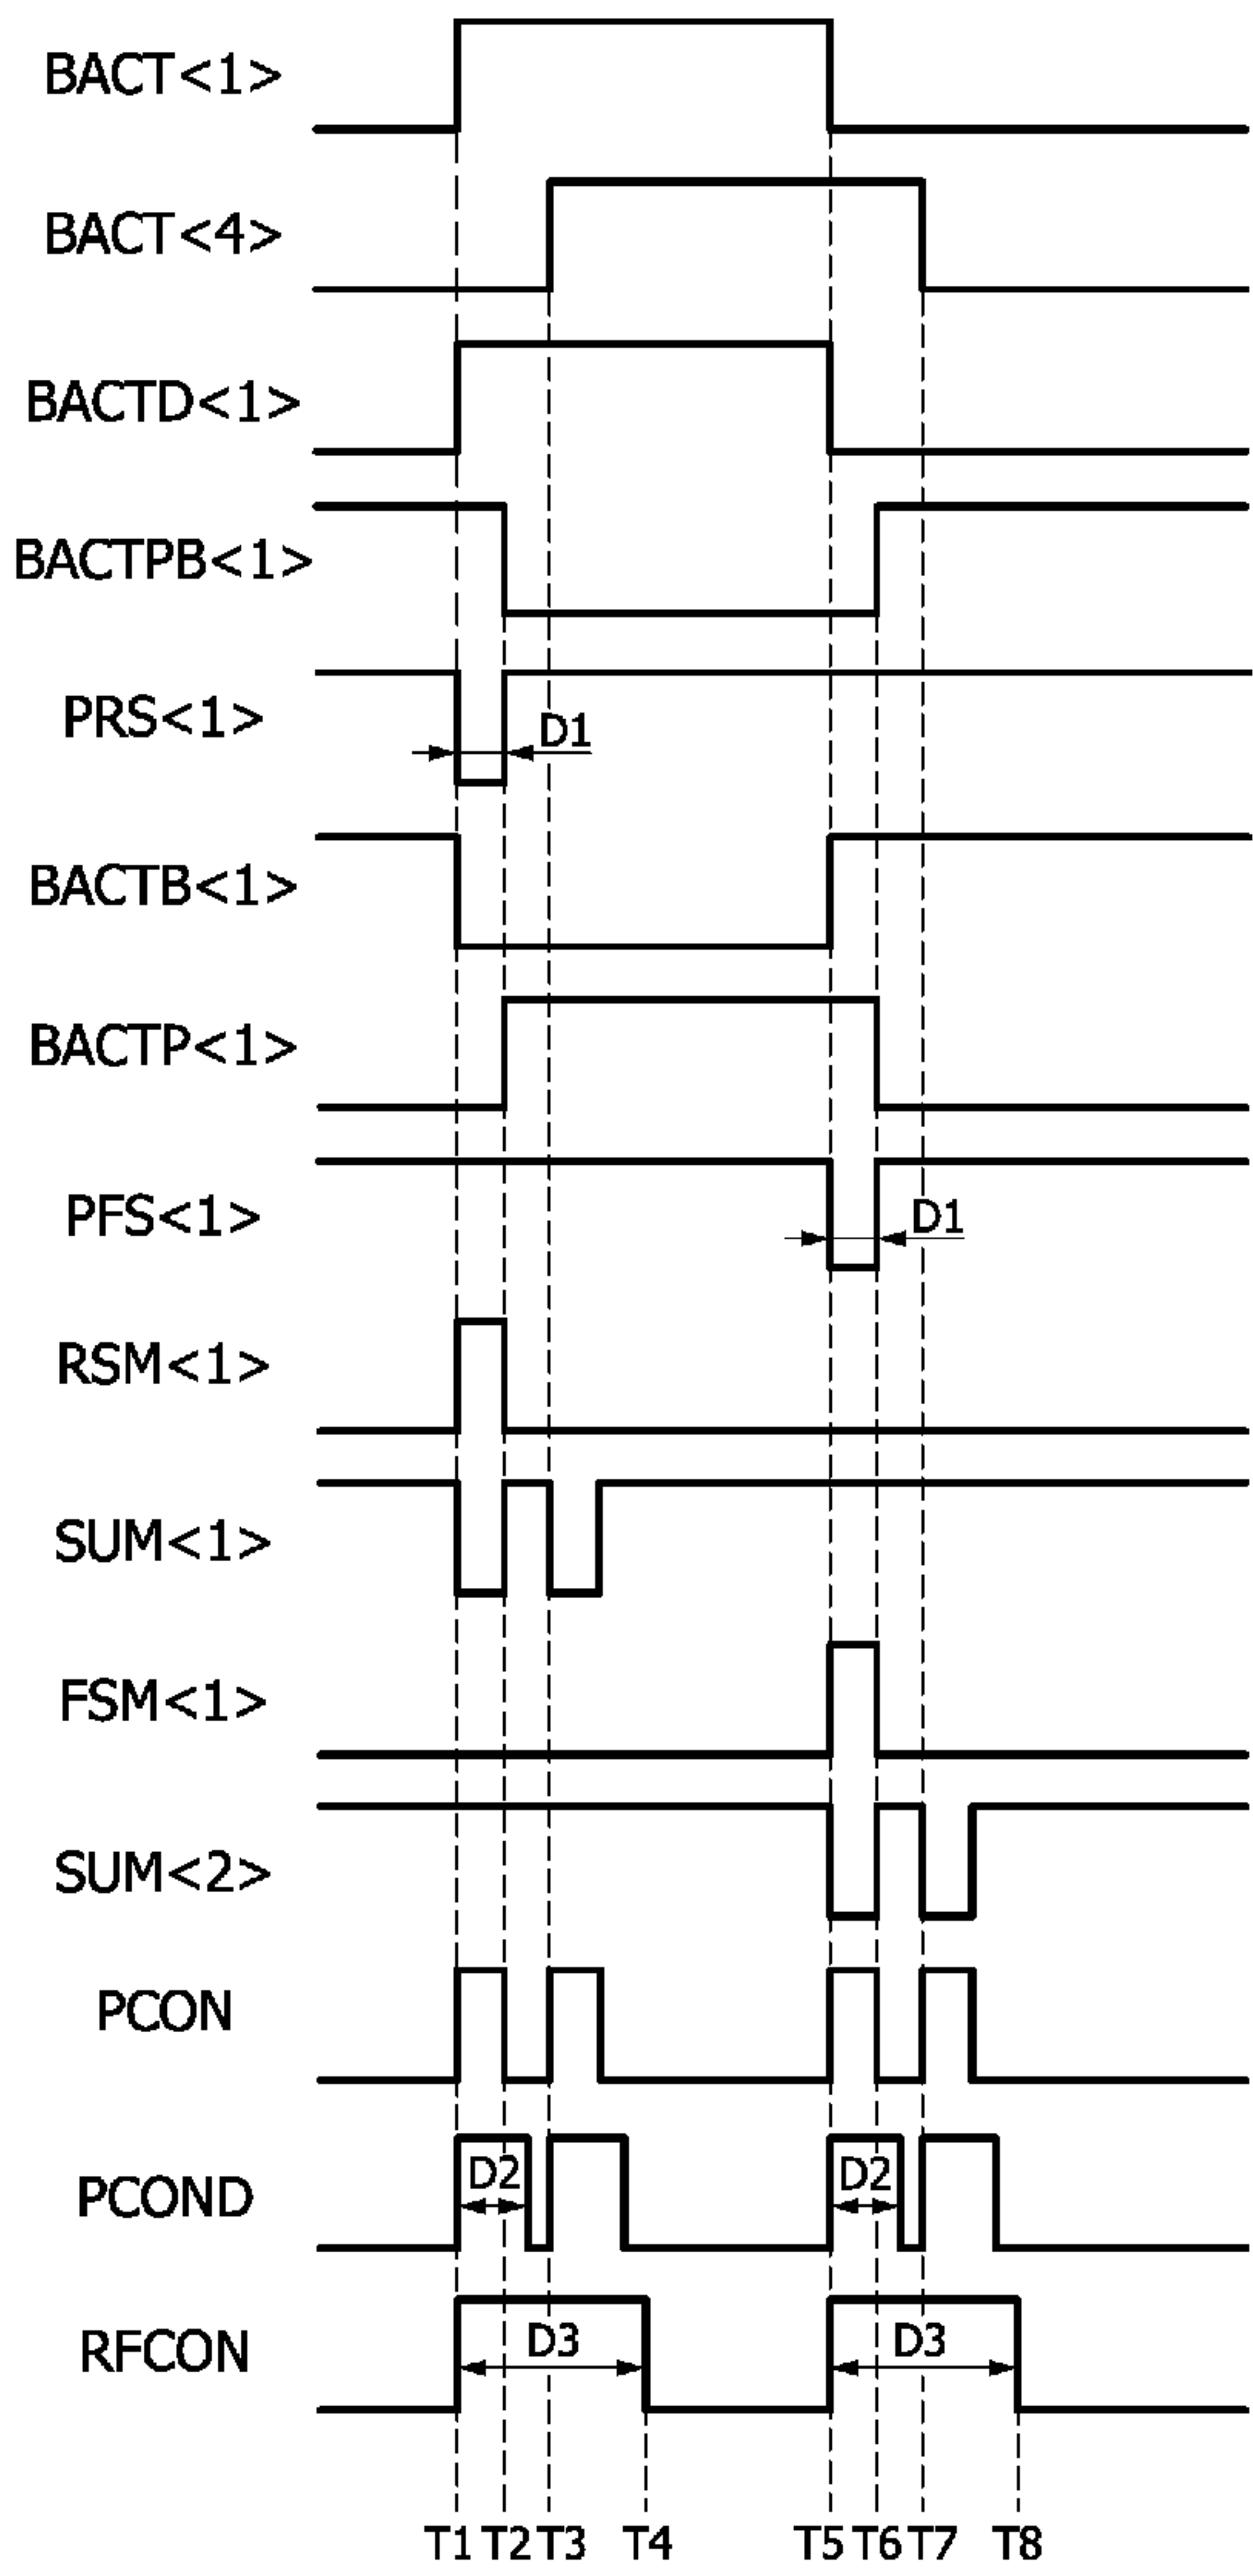 BACT<1>
BACT<4>
BACTD<1>
BACTPB<1>
PRS<1>
D1
BACTB<1>
BACTP<1>
PFS<1>
D1
RSM<1>
SUM<1>
FSM<1>
SUM<2>
PCON
PCOND
D2 D2
RFCON
D3 D3
T1 T2 T3 T4 T5 T6 T7 T8